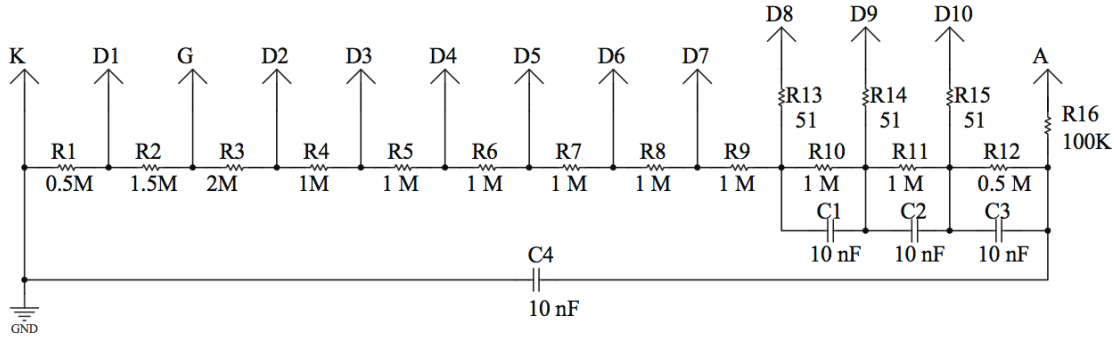 D8 D9 D10
K D1 G D2 D3 D4 D5 D6 D7 A
R13 R14 R15 R16
51 51 51 100K
R1 R2 R3 R4 R5 R6 R7 R8 R9 R10 R11 R12
0.5M 1.5M 2M 1M 1 M 1 M 1 M 1 M 1 M 1 M 1 M 0.5 M
C1 C2 C3
10 nF 10 nF 10 nF
C4
10 nF
GND